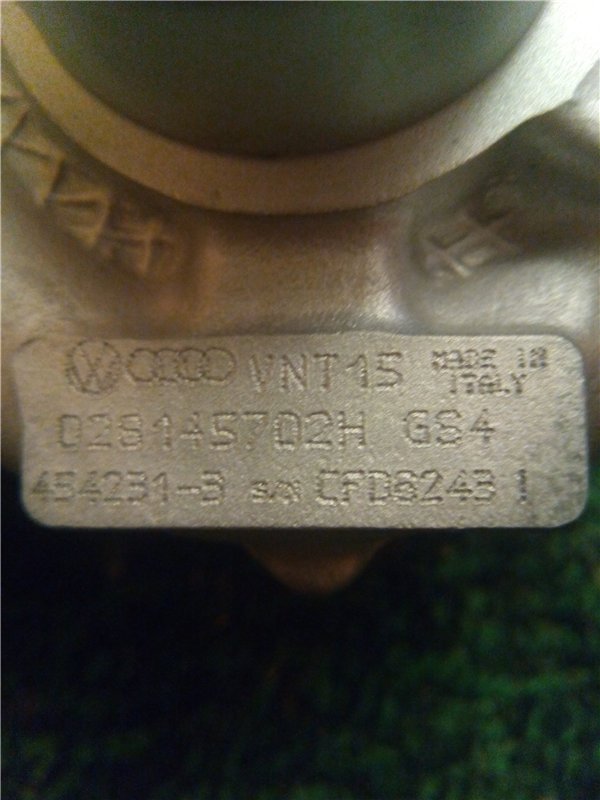 VNT15 MADE IN ITALY
028145702H GS4
454231-3 S/N CFD8243 1